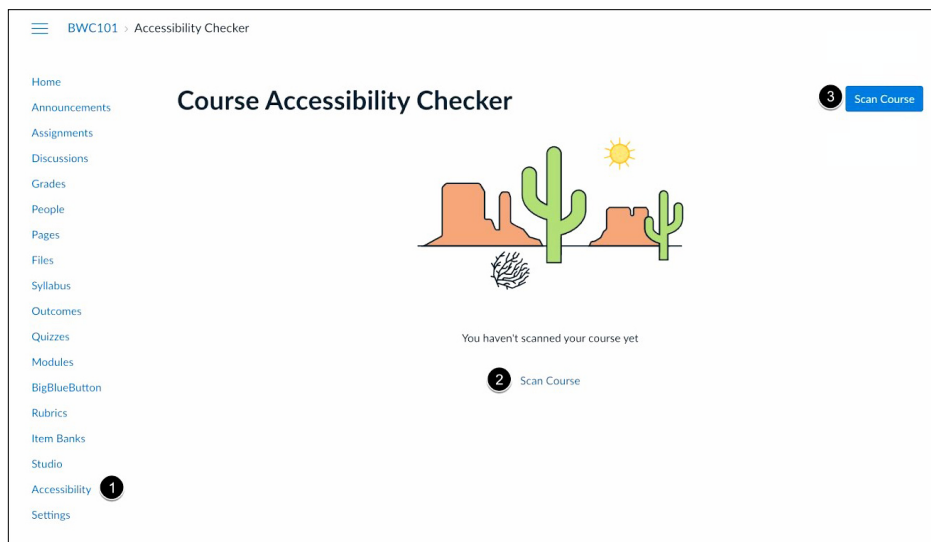 BWC101 › Accessibility Checker
Home
Announcements
Assignments
Discussions
Grades
People
Pages
Files
Syllabus
Outcomes
Quizzes
Modules
BigBlueButton
Rubrics
Item Banks
Studio
Accessibility 1
Settings
Course Accessibility Checker
3 Scan Course
You haven't scanned your course yet
2 Scan Course